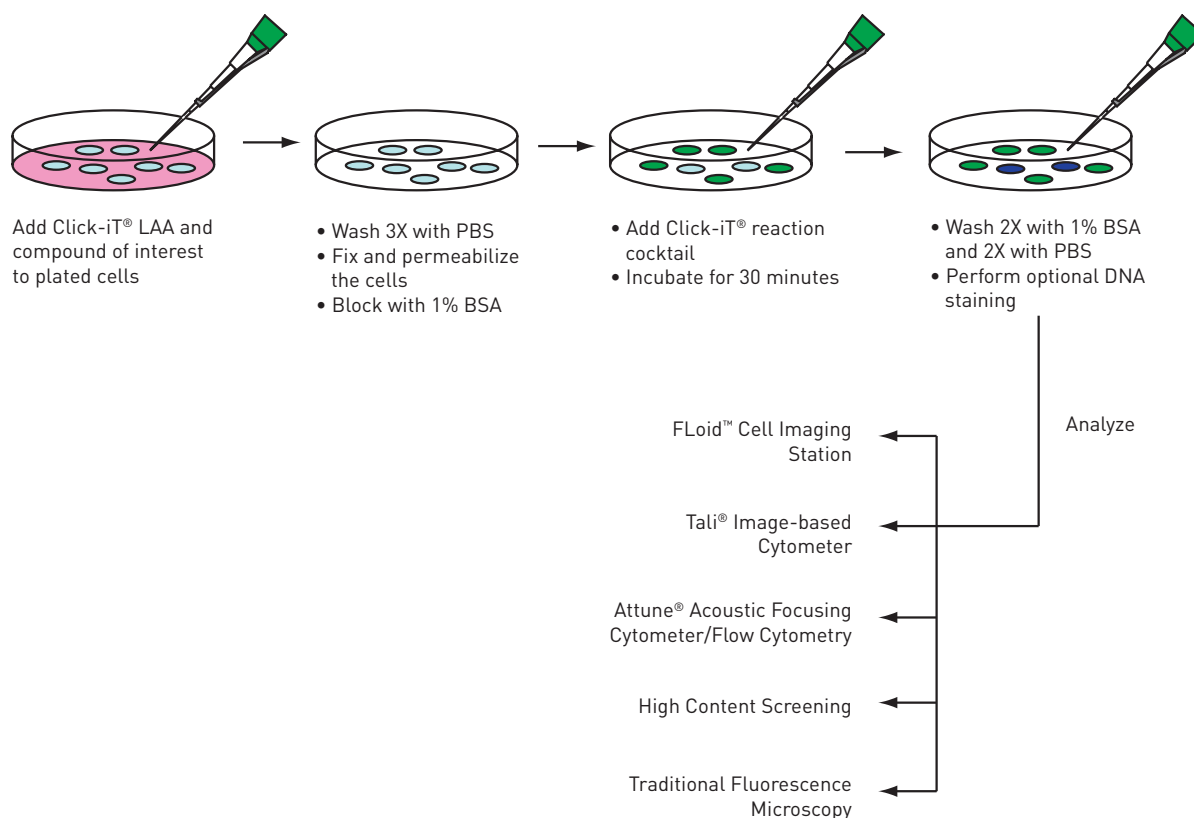 Add Click-iT® LAA and
compound of interest
to plated cells
• Wash 3X with PBS
• Fix and permeabilize
the cells
• Block with 1% BSA
• Add Click-iT® reaction
cocktail
• Incubate for 30 minutes
• Wash 2X with 1% BSA
and 2X with PBS
• Perform optional DNA
staining
Analyze
FLoid™ Cell Imaging
Station
Tali® Image-based
Cytometer
Attune® Acoustic Focusing
Cytometer/Flow Cytometry
High Content Screening
Traditional Fluorescence
Microscopy